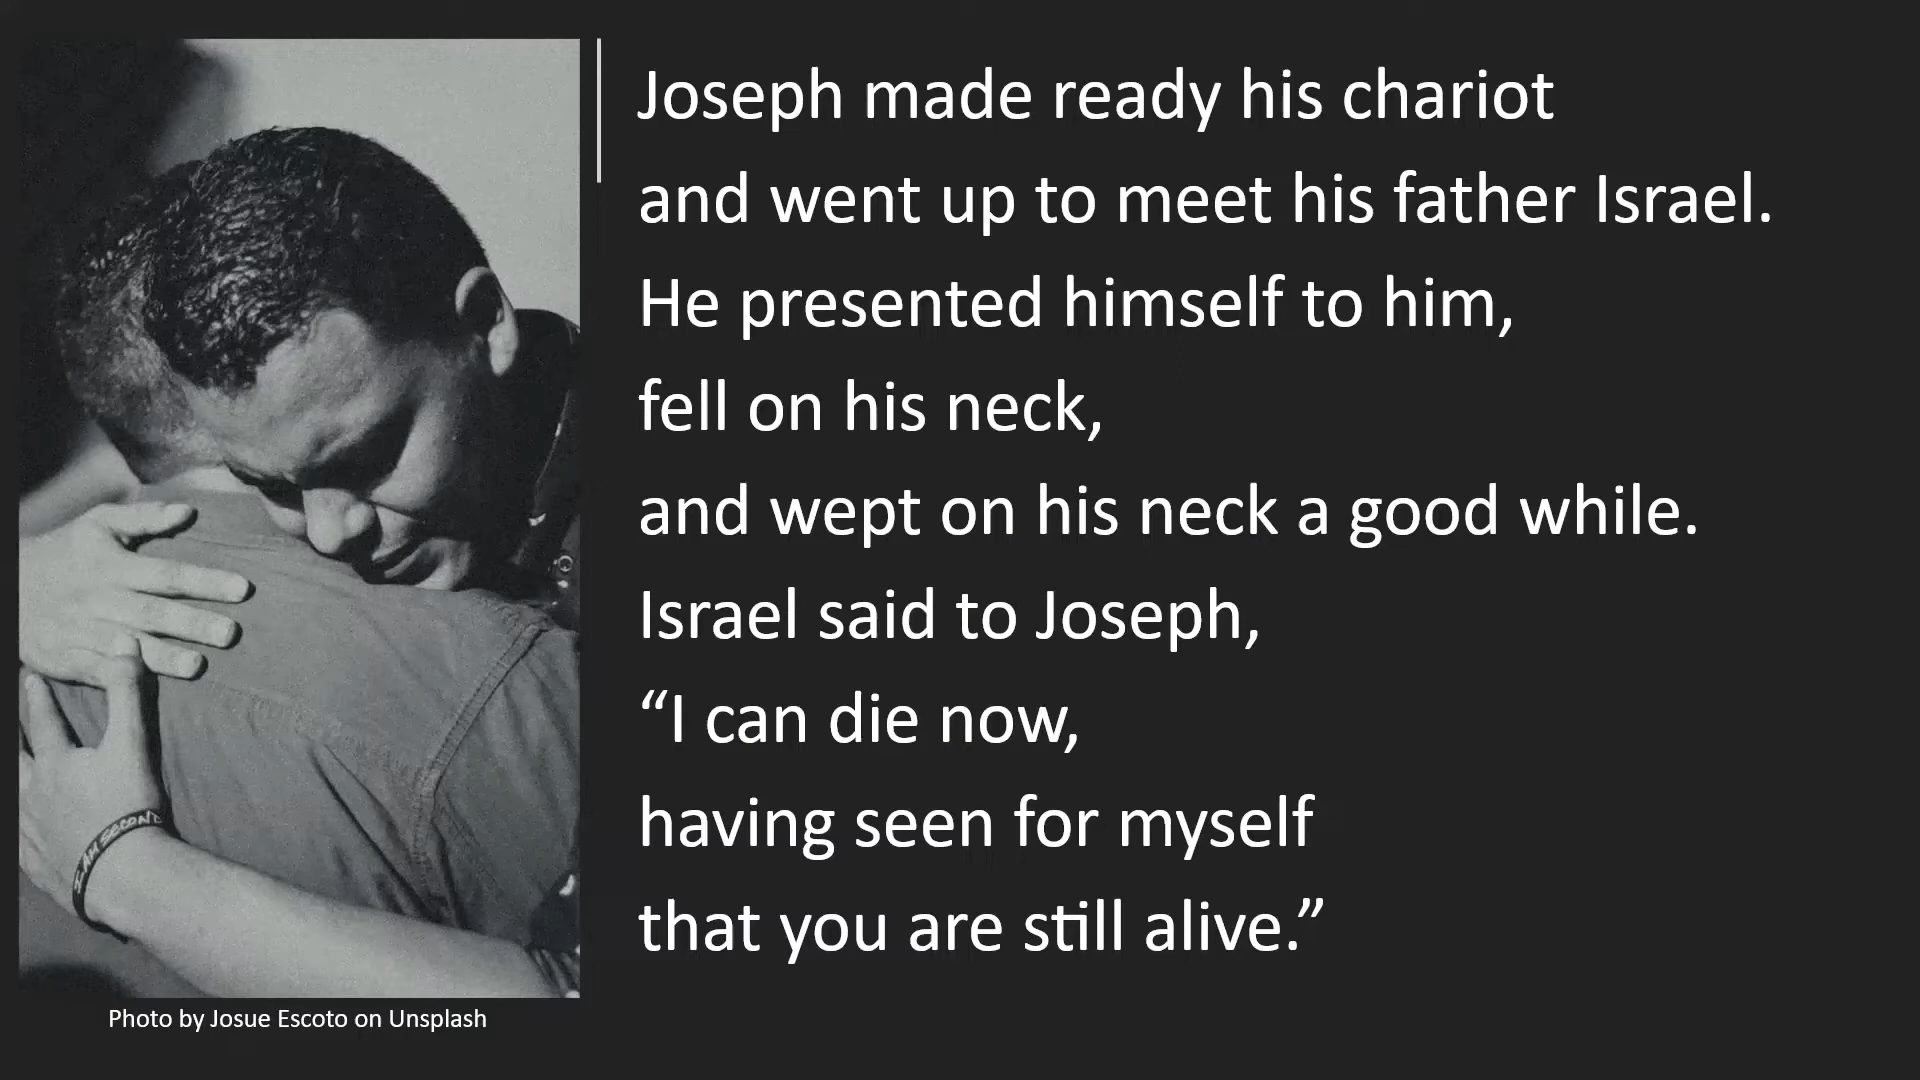 Joseph made ready his chariot
and went up to meet his father Israel.
He presented himself to him,
fell on his neck,
and wept on his neck a good while.
Israel said to Joseph,
“I can die now,
having seen for myself
that you are still alive.”
I AM SECOND
Photo by Josue Escoto on Unsplash